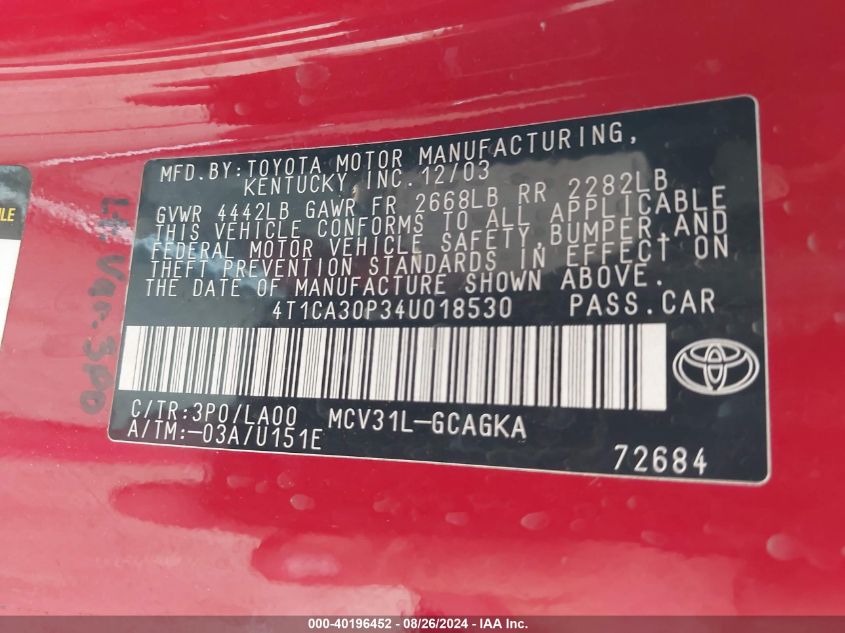 MFD.BY:TOYOTA MOTOR MANUFACTURING,
KENTUCKY, INC. 12/03
GVWR 4442LB GAWR FR 2668LB RR 2282LB
THIS VEHICLE CONFORMS TO ALL APPLICABLE
FEDERAL MOTOR VEHICLE SAFETY,BUMPER,AND
THEFT PREVENTION STANDARDS IN EFFECT ON
THE DATE OF MANUFACTURE SHOWN ABOVE.
4T1CA30P34U018530 PASS.CAR
C/TR:3P0/LA00 MCV31L-GCAGKA
A/TM:-03A/U151E
72684
3P0
000-40196452 - 08/26/2024 - IAA Inc.